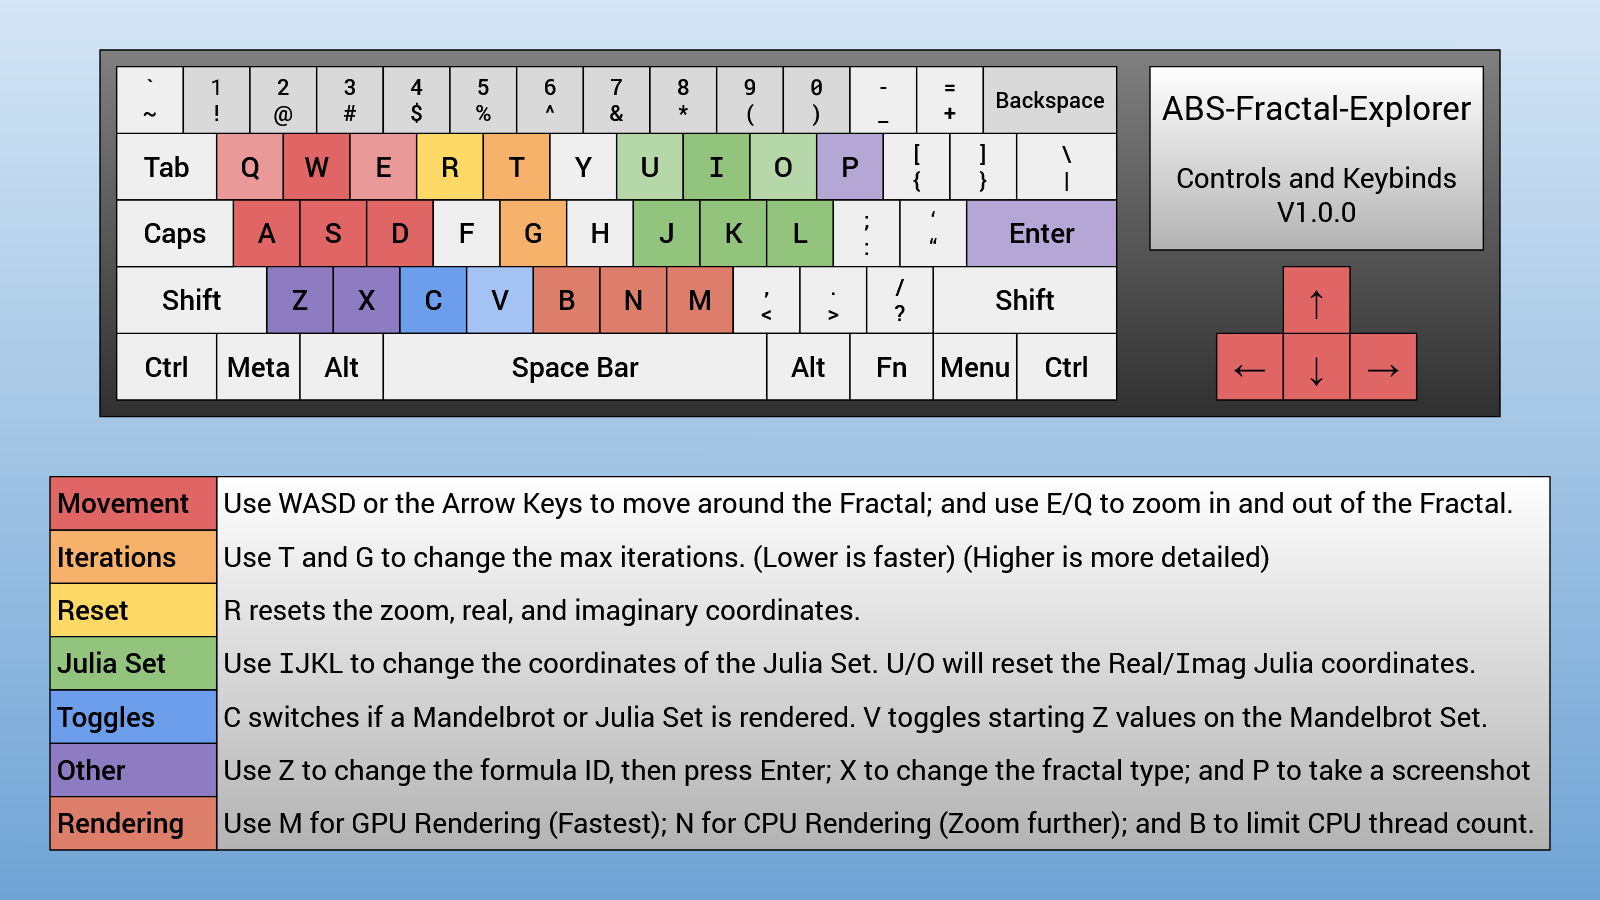 ` 1 2 3 4 5 6 7 8 9 0 - =
~ ! @ # $ % ^ & * ( ) _ + Backspace
Tab Q W E R T Y U I O P [ { ] } \ |
Caps A S D F G H J K L ; : ‘ “ Enter
Shift Z X C V B N M , < . > / ? Shift
Ctrl Meta Alt Space Bar Alt Fn Menu Ctrl
ABS-Fractal-Explorer
Controls and Keybinds
V1.0.0
↑
← ↓ →
Movement Use WASD or the Arrow Keys to move around the Fractal; and use E/Q to zoom in and out of the Fractal.
Iterations Use T and G to change the max iterations. (Lower is faster) (Higher is more detailed)
Reset R resets the zoom, real, and imaginary coordinates.
Julia Set Use IJKL to change the coordinates of the Julia Set. U/O will reset the Real/Imag Julia coordinates.
Toggles C switches if a Mandelbrot or Julia Set is rendered. V toggles starting Z values on the Mandelbrot Set.
Other Use Z to change the formula ID, then press Enter; X to change the fractal type; and P to take a screenshot
Rendering Use M for GPU Rendering (Fastest); N for CPU Rendering (Zoom further); and B to limit CPU thread count.